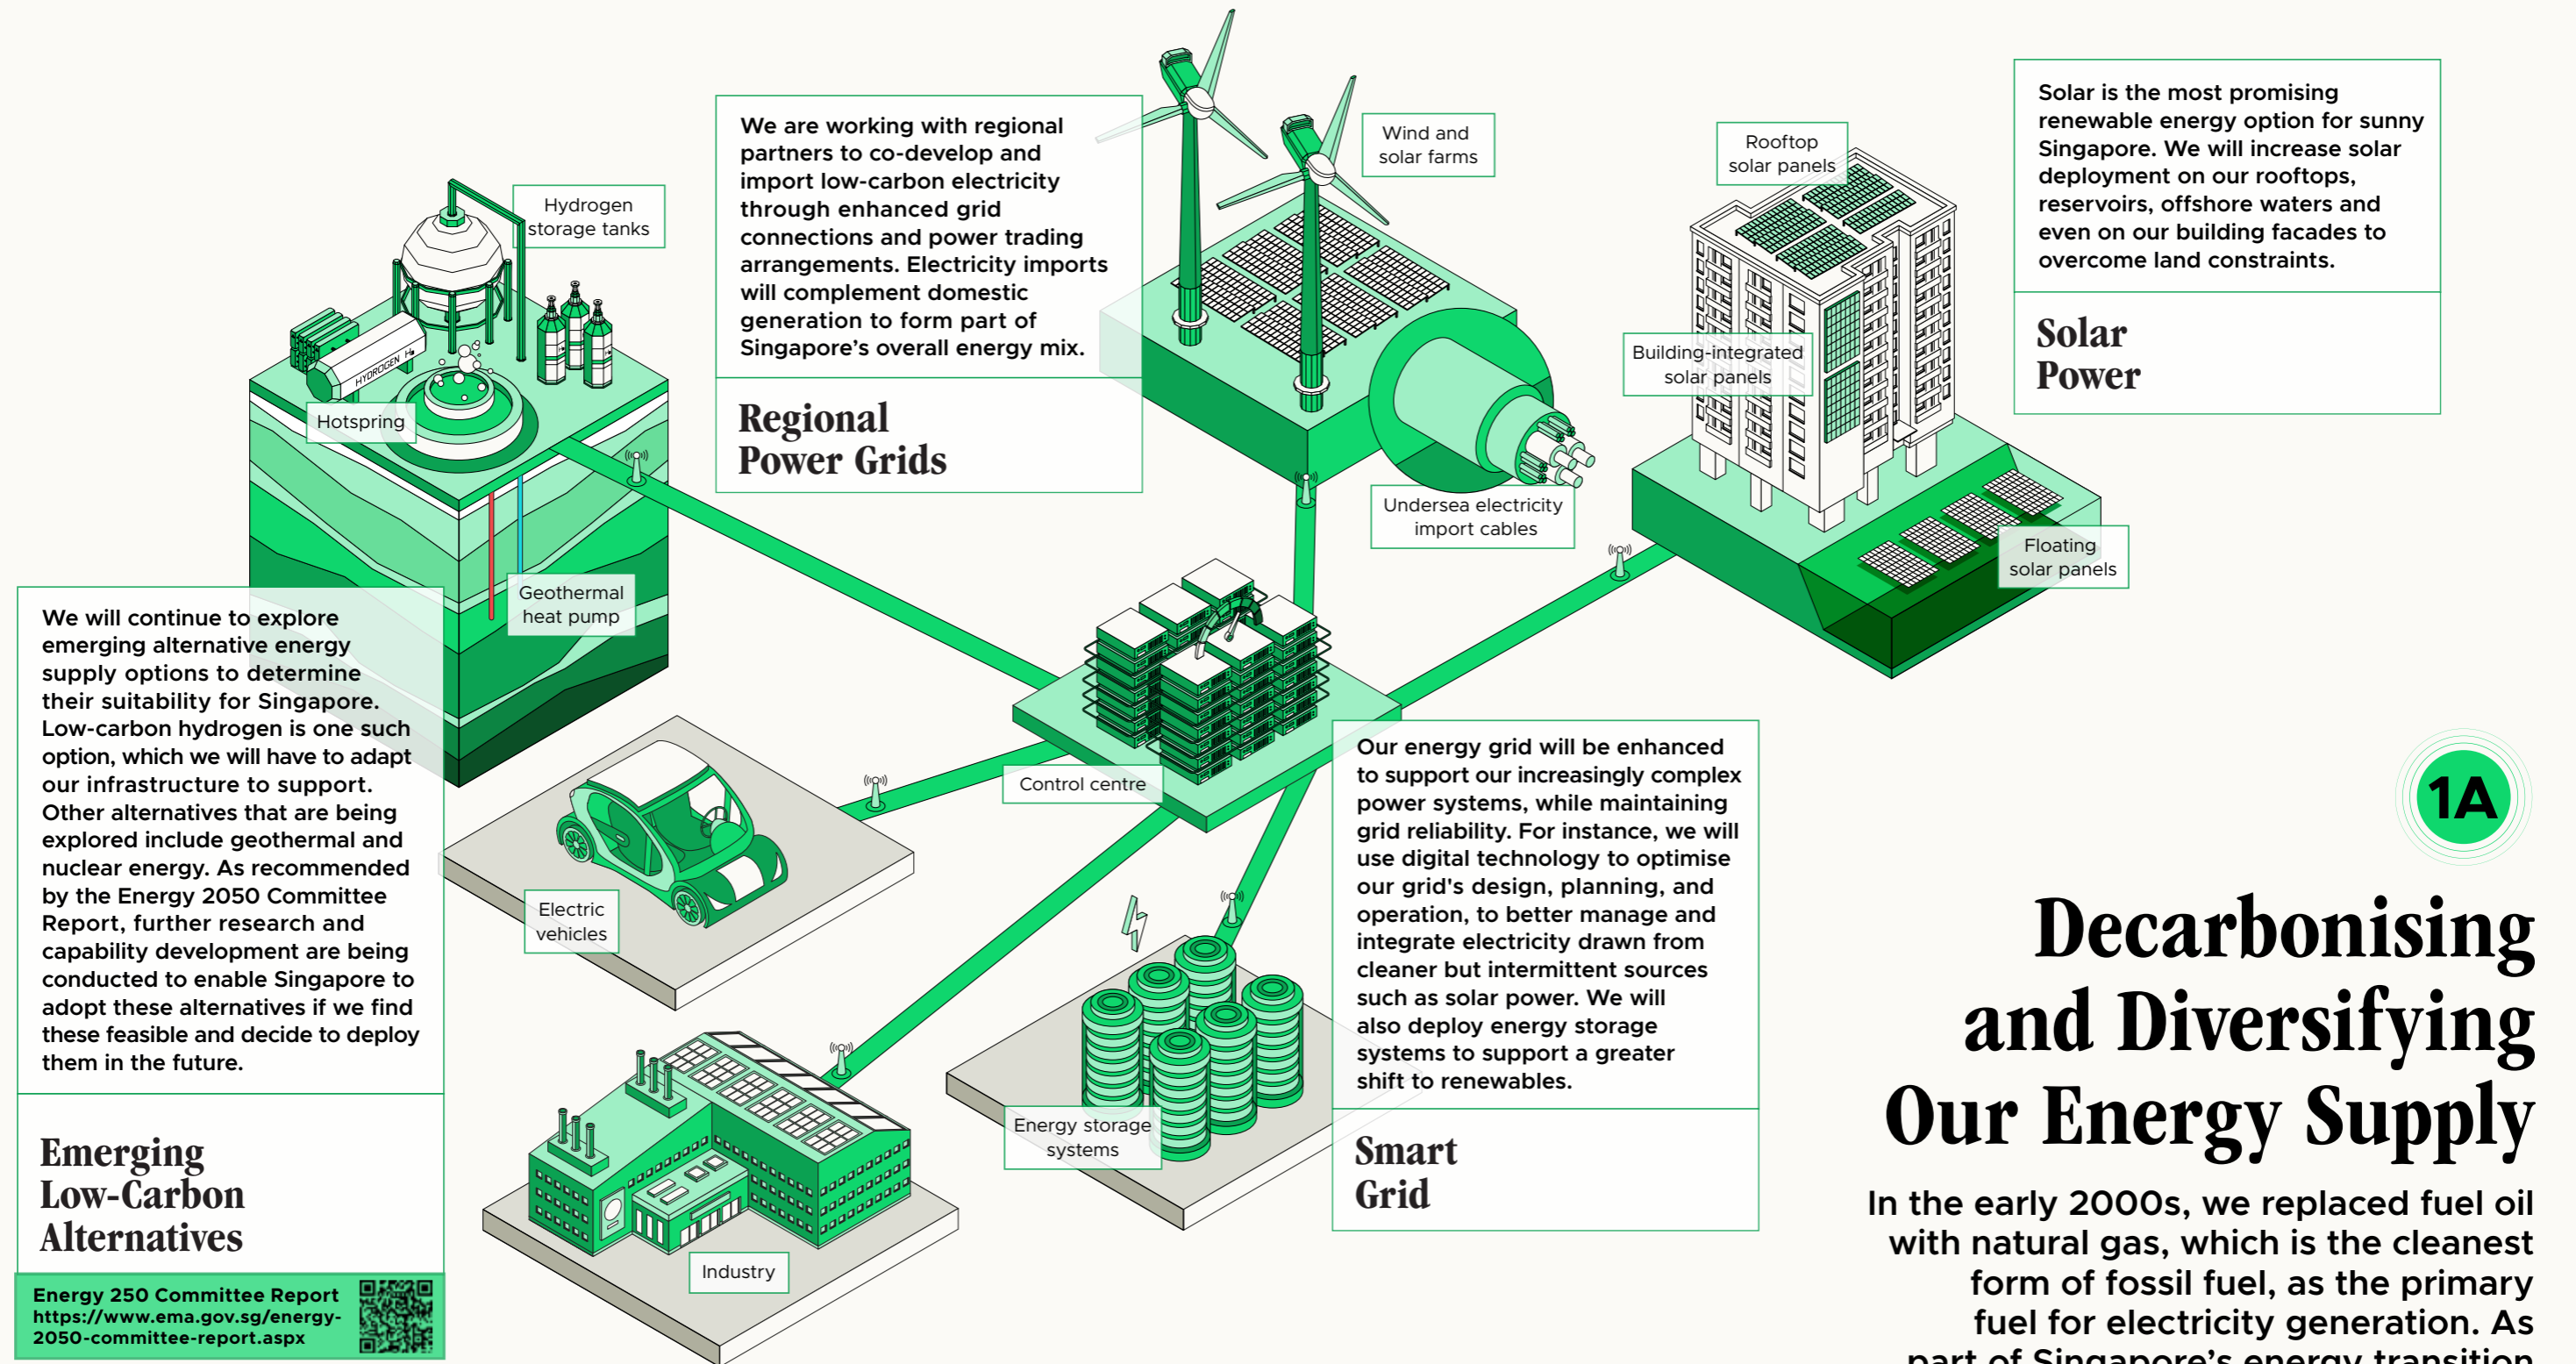 We are working with regional
partners to co-develop and
import low-carbon electricity
through enhanced grid
connections and power trading
arrangements. Electricity imports
will complement domestic
generation to form part of
Singapore's overall energy mix.
Regional
Power Grids
Wind and
solar farms
Undersea electricity
import cables
Rooftop
solar panels
Building-integrated
solar panels
Floating
solar panels
Solar is the most promising
renewable energy option for sunny
Singapore. We will increase solar
deployment on our rooftops,
reservoirs, offshore waters and
even on our building facades to
overcome land constraints.
Solar
Power
Hydrogen
storage tanks
HYDROGEN H₂
Hotspring
Geothermal
heat pump
We will continue to explore
emerging alternative energy
supply options to determine
their suitability for Singapore.
Low-carbon hydrogen is one such
option, which we will have to adapt
our infrastructure to support.
Other alternatives that are being
explored include geothermal and
nuclear energy. As recommended
by the Energy 2050 Committee
Report, further research and
capability development are being
conducted to enable Singapore to
adopt these alternatives if we find
these feasible and decide to deploy
them in the future.
Emerging
Low-Carbon
Alternatives
Energy 250 Committee Report
https://www.ema.gov.sg/energy-
2050-committee-report.aspx
Control centre
Electric
vehicles
Industry
Energy storage
systems
Our energy grid will be enhanced
to support our increasingly complex
power systems, while maintaining
grid reliability. For instance, we will
use digital technology to optimise
our grid's design, planning, and
operation, to better manage and
integrate electricity drawn from
cleaner but intermittent sources
such as solar power. We will
also deploy energy storage
systems to support a greater
shift to renewables.
Smart
Grid
1A
Decarbonising
and Diversifying
Our Energy Supply
In the early 2000s, we replaced fuel oil
with natural gas, which is the cleanest
form of fossil fuel, as the primary
fuel for electricity generation. As
part of Singapore's energy transition